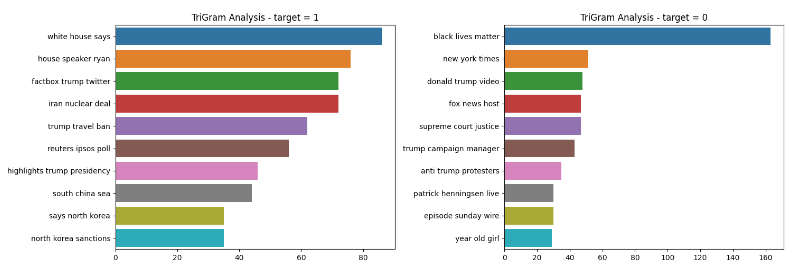 TriGram Analysis - target = 1
white house says
house speaker ryan
factbox trump twitter
iran nuclear deal
trump travel ban
reuters ipsos poll
highlights trump presidency
south china sea
says north korea
north korea sanctions
0 20 40 60 80
TriGram Analysis - target = 0
black lives matter
new york times
donald trump video
fox news host
supreme court justice
trump campaign manager
anti trump protesters
patrick henningsen live
episode sunday wire
year old girl
0 20 40 60 80 100 120 140 160